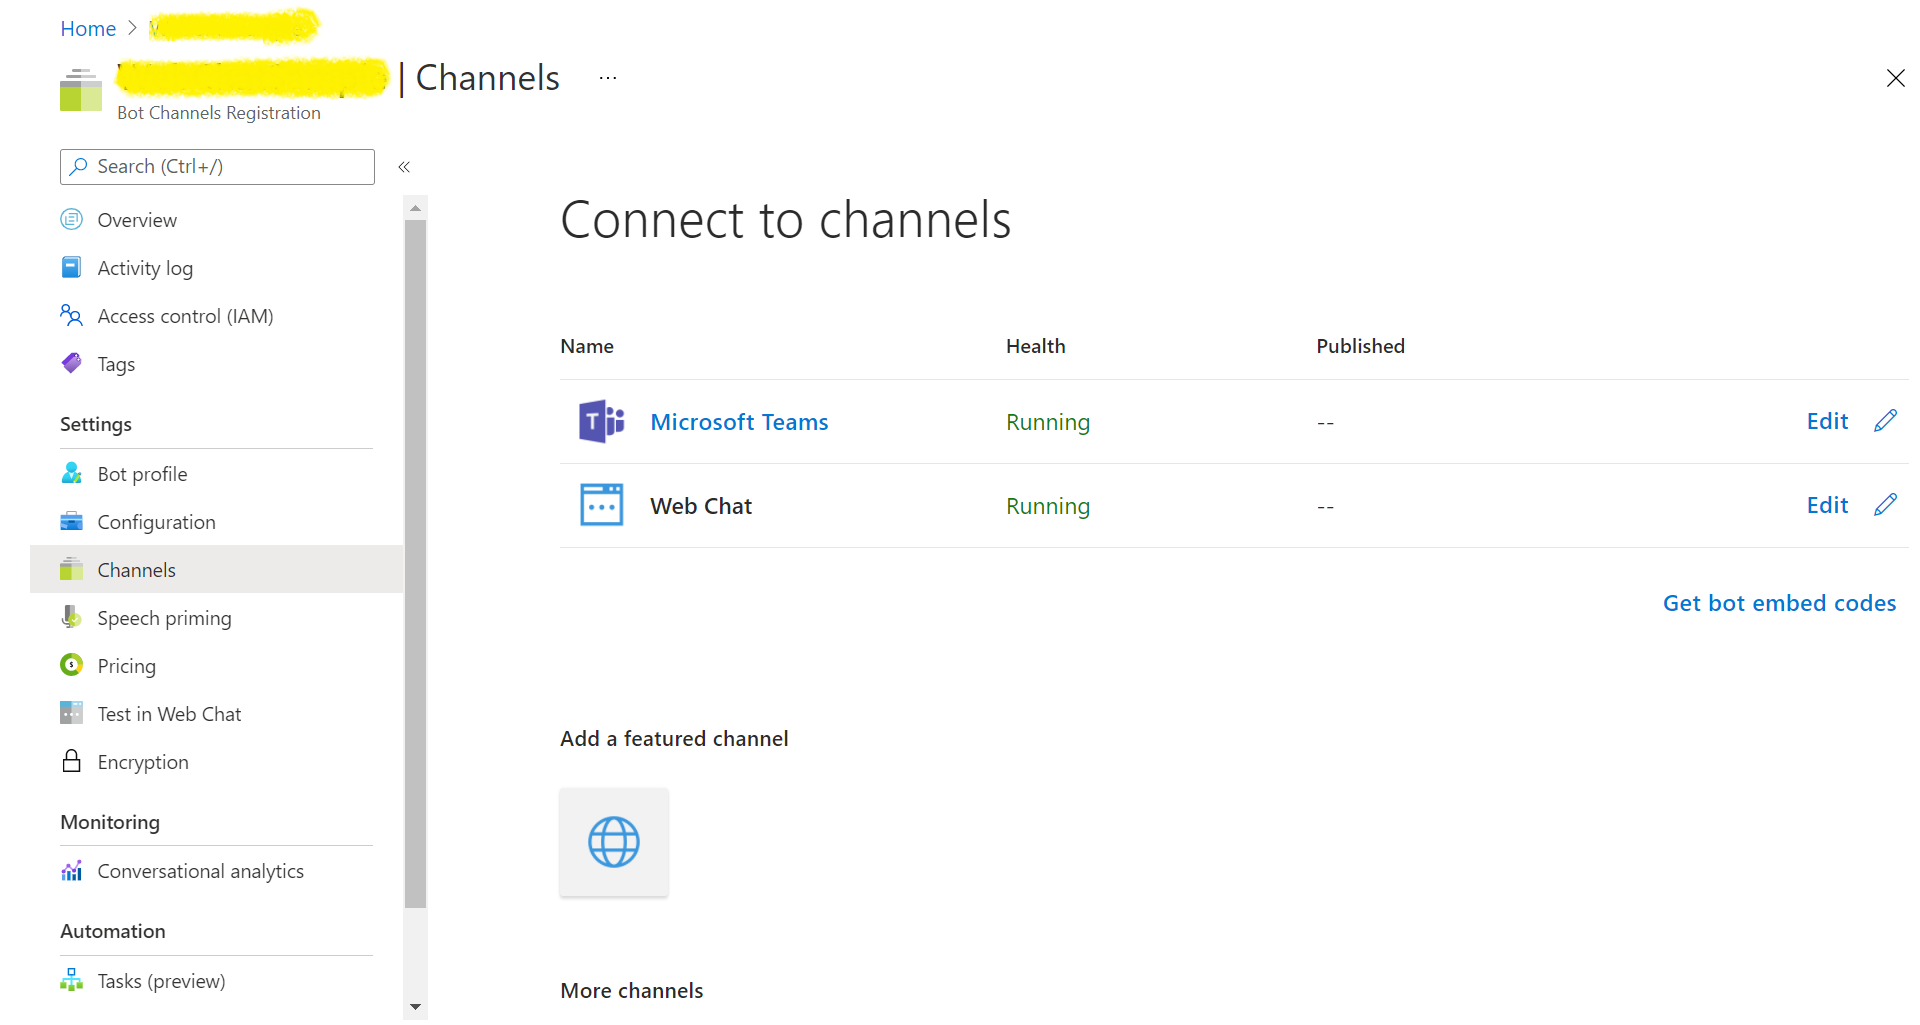 Home >
| Channels ...
Bot Channels Registration
Search (Ctrl+/)
«
Overview
Activity log
Access control (IAM)
Tags
Settings
Bot profile
Configuration
Channels
Speech priming
Pricing
Test in Web Chat
Encryption
Monitoring
Conversational analytics
Automation
Tasks (preview)
Connect to channels
Name Health Published
Microsoft Teams Running -- Edit
Web Chat Running -- Edit
Get bot embed codes
Add a featured channel
More channels